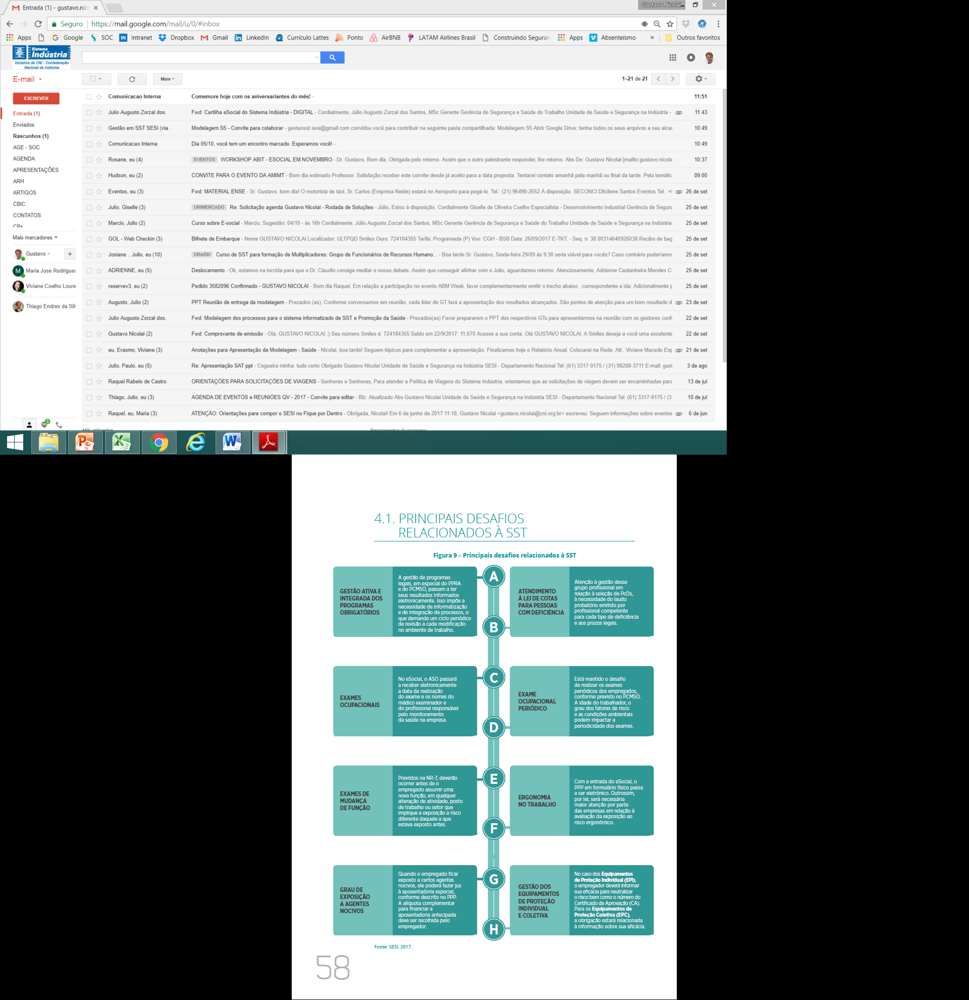 Entrada (1) - gustavo.nic
Gustavo Nicolai
Seguro | https://mail.google.com/mail/u/0/#inbox
Apps Google SOC Intranet Dropbox Gmail LinkedIn Currículo Lattes Ponto AirBNB LATAM Airlines Brasil Construindo Seguran Apps Absenteísmo » Outros favoritos
Sistema
Indústria
Iniciativa da CNI - Confederação
Nacional da Indústria
E-mail Mais 1–21 de 21
ESCREVER
Entrada (1)
Enviados
Rascunhos (1)
AGE - SOC
AGENDA
APRESENTAÇÕES
ARH
ARTIGOS
CBIC
CONTATOS
CRs
Mais marcadores
Gustavo
Maria Jose Rodrigues
Viviane Coelho Loure
Thiago Endres da Silv
Comunicacao Interna Comemore hoje com os aniversariantes do mês! - 11:51
Julio Augusto Zorzal dos. Fwd: Cartilha eSocial do Sistema Indústria - DIGITAL - Cordialmente, Júlio Augusto Zorzal dos Santos, MSc Gerente Gerência de Segurança e Saúde do Trabalho Unidade de Saúde e Segurança na Indústria - 11:43
Gestão em SST SESI (via . Modelagem S5 - Convite para colaborar - gestaosst.sesi@gmail.com convidou você para contribuir na seguinte pasta compartilhada: Modelagem S5 Abrir Google Drive: tenha todos os seus arquivos a seu alcan 10:49
Comunicacao Interna Dia 05/10, você tem um encontro marcado. Esperamos você! - 10:49
Rosane, eu (4) EVENTOS WORKSHOP ABIT - ESOCIAL EM NOVEMBRO - Dr. Gustavo, Bom dia, Obrigada pelo retorno. Assim que o outro palestrante responder, lhe retorno. Abs De: Gustavo Nicolai [mailto:gustavo.nicola 10:37
Hudson, eu (2) CONVITE PARA O EVENTO DA AMIMT - Bom dia estimado Professor. Satisfação receber este convite desde já aceito para a data proposta. Tentarei contato amanhã pela manhã ou final da tarde. Pela temátic 09:00
Eventos, eu (3) Fwd: MATERIAL ENSE - Sr. Gustavo, bom dia! O motorista de táxi, Sr. Carlos (Empresa Neide) estará no Aeroporto para pegá-lo. Tel.: (21) 96498-2652 À disposição. SECONCI Dilcilene Santos Eventos Tel.: +5 26 de set
Julio, Giselle (3) UNIMERCADO Re: Solicitação agenda Gustavo Nicolai - Rodada de Soluções - Júlio, Estou à disposição. Cordialmente Giselle de Oliveira Coelho Especialista - Desenvolvimento Industrial Gerência de Segura 25 de set
Marcio, Julio (2) Curso sobre E-social - Marcio, Sugestão: 04/10 - às 16h Cordialmente, Júlio Augusto Zorzal dos Santos, MSc Gerente Gerência de Segurança e Saúde do Trabalho Unidade de Saúde e Segurança na Indústria 25 de set
GOL - Web Checkin (3) Bilhete de Embarque - Nome GUSTAVO NICOLAI Localizador: ULTPQD Smiles Ouro: 724184355 Tarifa: Programada (P) Voo: CGH - BSB Data: 26/09/2017 E-TKT: - Seq. n: 38 00314640926038 Recibo de bag 25 de set
Josiane .. Julio, eu (10) DRs/DN Curso de SST para formação de Multiplicadores: Grupo de Funcionários de Recursos Humano... - Boa tarde Sr. Gustavo, Sexta-feira 29/09 às 9:30 seria viável para vocês? Caso contrário poderíamos 25 de set
ADRIENNE, eu (5) Deslocamento - Ok, estamos na torcida para que o Dr. Claudio consiga mediar o nosso debate. Assim que conseguir alinhar com o Julio, aguardamos retorno. Atenciosamente, Adrienne Castanheira Mendes C 25 de set
reservev3, eu (2) Pedido 3582096 Confirmado - GUSTAVO NICOLAI - Bom dia Raquel, Em relação a participação no evento ABM Week, favor complementarmente emitir o trecho abaixo , correspondente a ida: Adicionalmente p 25 de set
Augusto, Julio (2) PPT Reunião de entrega da modelagem - Prezados (as), Conforme conversamos em reunião, cada lider de GT fará a apresentação dos resultados alcançados. São pontos de atenção para um bom resultado d 23 de set
Julio Augusto Zorzal dos. Fwd: Modelagem dos processos para o sistema informatizado de SST e Promoção da Saúde - Prezados(as) Favor prepararem o PPT dos respectivos GTs para apresentarmos na reunião com os gestores conf 22 de set
Gustavo Nicolai (2) Fwd: Comprovante de emissão - Olá, GUSTAVO NICOLAI ;) Seu número Smiles é: 724184355 Saldo em 22/9/2017: 11.670 Acesse a sua conta. Olá GUSTAVO NICOLAI, A Smiles deseja a você uma excelente 22 de set
eu, Erasmo, Viviane (3) Anotações para Apresentação da Modelagem - Saúde - Nicolai, boa tarde! Seguem tópicos para complementar a apresentação. Finalizamos hoje o Relatório Anual. Colocarei na Rede. Att., Viviane Macedo Esp 21 de set
Julio, Paulo, eu (5) Re: Apresentação SAT ppt - Cegueira minha. tudo certo Obrigado Gustavo Nicolai Unidade de Saúde e Segurança na Indústria SESI - Departamento Nacional Tel: (61) 3317-9175 / (31) 98288-3711 E-mail: gust 3 de ago
Raquel Rabelo de Castro ORIENTAÇÕES PARA SOLICITAÇÕES DE VIAGENS - Senhores e Senhoras, Para atender a Política de Viagens do Sistema Indústria, orientamos que as solicitações de viagem devem ser encaminhadas para 13 de jul
Thiago, Julio, eu (3) AGENDA DE EVENTOS e REUNIÕES QV - 2017 - Convite para editar - Blz. Atualizado Abs Gustavo Nicolai Unidade de Saúde e Segurança na Indústria SESI - Departamento Nacional Tel: (61) 3317-9175 / (3 10 de jul
Raquel, eu, Maria (3) ATENÇÃO: Orientações para compor o SESI no Fique por Dentro - Obrigada, Nicolai! Em 6 de junho de 2017 11:18, Gustavo Nicolai <gustavo.nicolai@cni.org.br> escreveu: Seguem informações sobre eventos 6 de jun
4.1. PRINCIPAIS DESAFIOS
RELACIONADOS À SST
Figura 9 – Principais desafios relacionados à SST
A
GESTÃO ATIVA E
INTEGRADA DOS
PROGRAMAS
OBRIGATÓRIOS
A gestão de programas
legais, em especial do PPRA
e do PCMSO, passam a ter
seus resultados informados
eletronicamente. Isso impõe a
necessidade de informatização
e de integração de processos, o
que demanda um ciclo periódico
de revisão a cada modificação
no ambiente de trabalho.
B
ATENDIMENTO
À LEI DE COTAS
PARA PESSOAS
COM DEFICIÊNCIA
Atenção à gestão desse
grupo profissional em
relação à seleção de PcDs,
à necessidade do laudo
probatório emitido por
profissional competente
para cada tipo de deficiência
e aos prazos legais.
C
EXAMES
OCUPACIONAIS
No eSocial, o ASO passará
a receber eletronicamente
a data da realização
do exame e os nomes do
médico examinador e
do profissional responsável
pelo monitoramento
da saúde na empresa.
D
EXAME
OCUPACIONAL
PERIÓDICO
Está mantido o desafio
de realizar os exames
periódicos dos empregados,
conforme previsto no PCMSO.
A idade do trabalhador, o
grau dos fatores de risco
e as condições ambientais
podem impactar a
periodicidade dos exames.
E
EXAMES DE
MUDANÇA
DE FUNÇÃO
Previstos na NR-7, deverão
ocorrer antes de o
empregado assumir uma
nova função, em qualquer
alteração de atividade, posto
de trabalho ou setor que
implique a exposição a risco
diferente daquele a que
estava exposto antes.
F
ERGONOMIA
NO TRABALHO
Com a entrada do eSocial, o
PPP em formulário físico passa
a ser eletrônico. Outrossim,
por lei, será necessária
maior atenção por parte
das empresas em relação à
avaliação da exposição ao
risco ergonômico.
G
GRAU DE
EXPOSIÇÃO
A AGENTES
NOCIVOS
Quando o empregado ficar
exposto a certos agentes
nocivos, ele poderá fazer jus
à aposentadoria especial,
conforme descrito no PPP.
A alíquota complementar
para financiar a
aposentadoria antecipada
deve ser recolhida pelo
empregador.
H
GESTÃO DOS
EQUIPAMENTOS
DE PROTEÇÃO
INDIVIDUAL
E COLETIVA
No caso dos Equipamentos
de Proteção Individual (EPI),
o empregador deverá informar
sua eficácia para neutralizar
o risco bem como o número do
Certificado de Aprovação (CA).
Para os Equipamentos de
Proteção Coletiva (EPC),
a obrigação estará relacionada
à informação sobre sua eficácia.
Fonte: SESI, 2017.
58